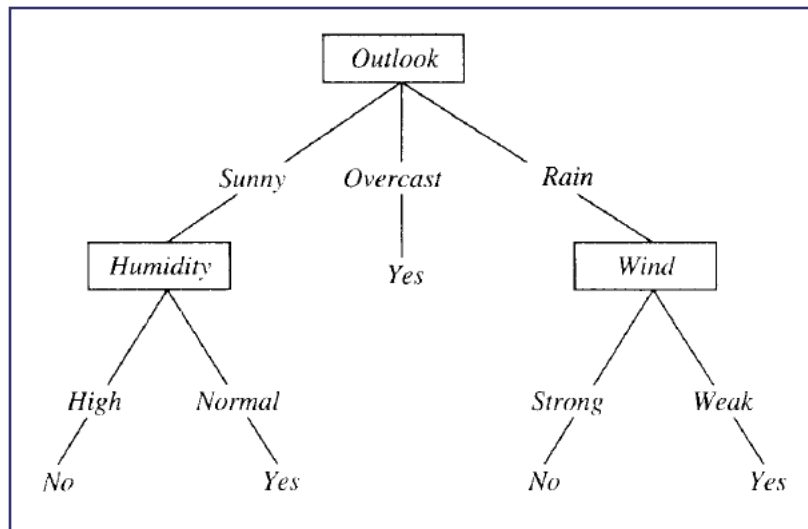 Outlook
Sunny Overcast Rain
Humidity Yes Wind
High Normal Strong Weak
No Yes No Yes